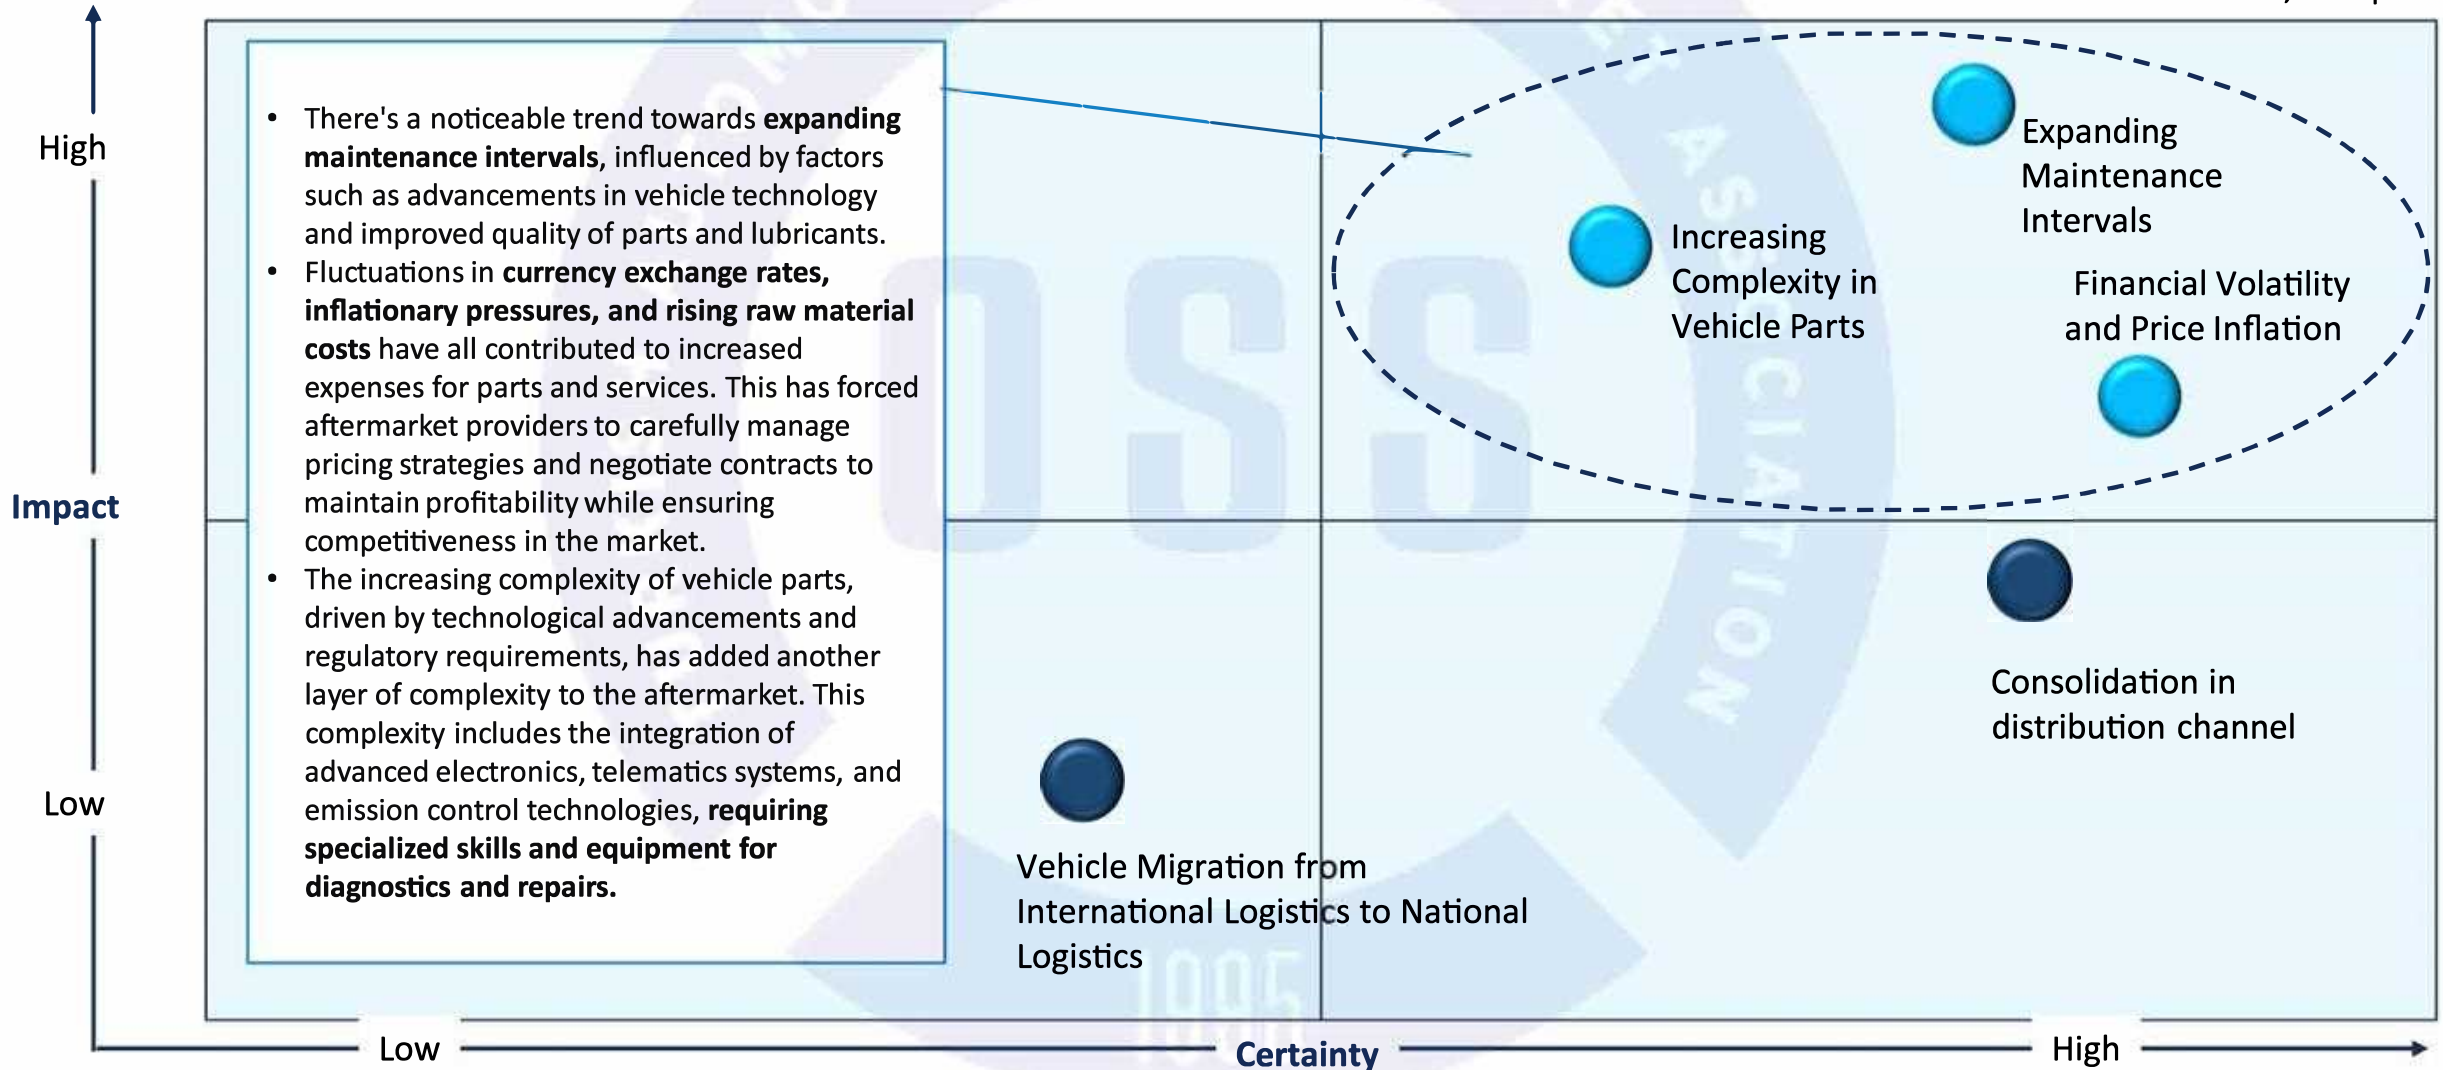 High
Impact
Low
• There's a noticeable trend towards expanding
maintenance intervals, influenced by factors
such as advancements in vehicle technology
and improved quality of parts and lubricants.
• Fluctuations in currency exchange rates,
inflationary pressures, and rising raw material
costs have all contributed to increased
expenses for parts and services. This has forced
aftermarket providers to carefully manage
pricing strategies and negotiate contracts to
maintain profitability while ensuring
competitiveness in the market.
• The increasing complexity of vehicle parts,
driven by technological advancements and
regulatory requirements, has added another
layer of complexity to the aftermarket. This
complexity includes the integration of
advanced electronics, telematics systems, and
emission control technologies, requiring
specialized skills and equipment for
diagnostics and repairs.
Expanding
Maintenance
Intervals
Increasing
Complexity in
Vehicle Parts
Financial Volatility
and Price Inflation
Consolidation in
distribution channel
Vehicle Migration from
International Logistics to National
Logistics
Low
Certainty
High
OSS
ASSOCIATION
1995